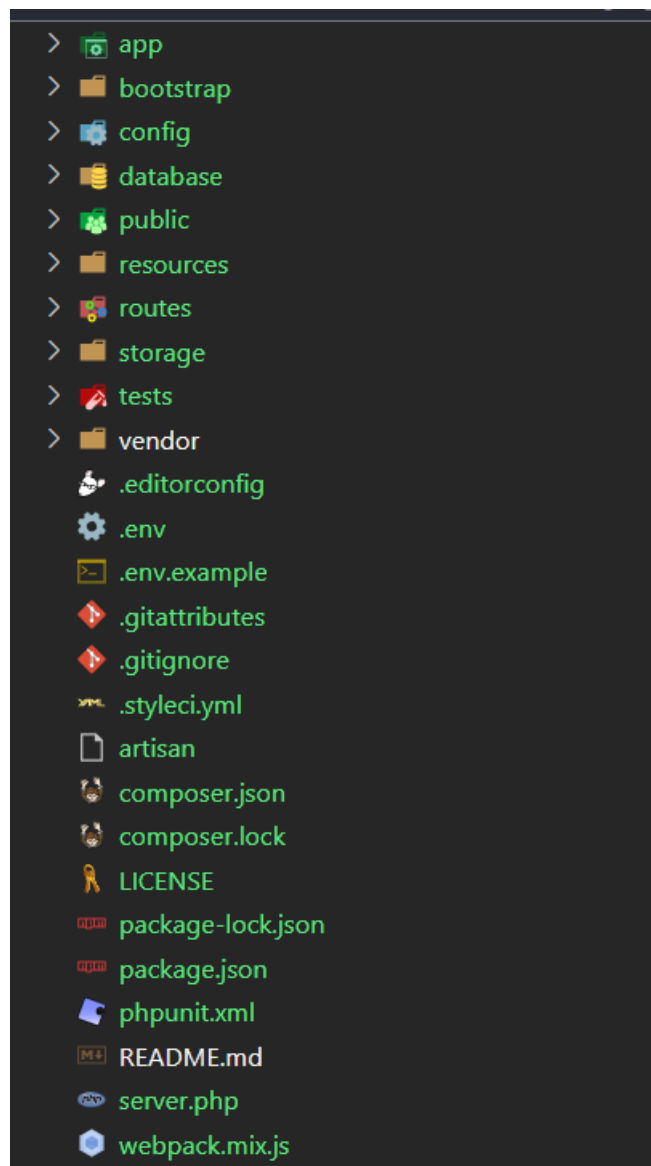 app
bootstrap
config
database
public
resources
routes
storage
tests
vendor
.editorconfig
.env
.env.example
.gitattributes
.gitignore
.styleci.yml
artisan
composer.json
composer.lock
LICENSE
package-lock.json
package.json
phpunit.xml
README.md
server.php
webpack.mix.js